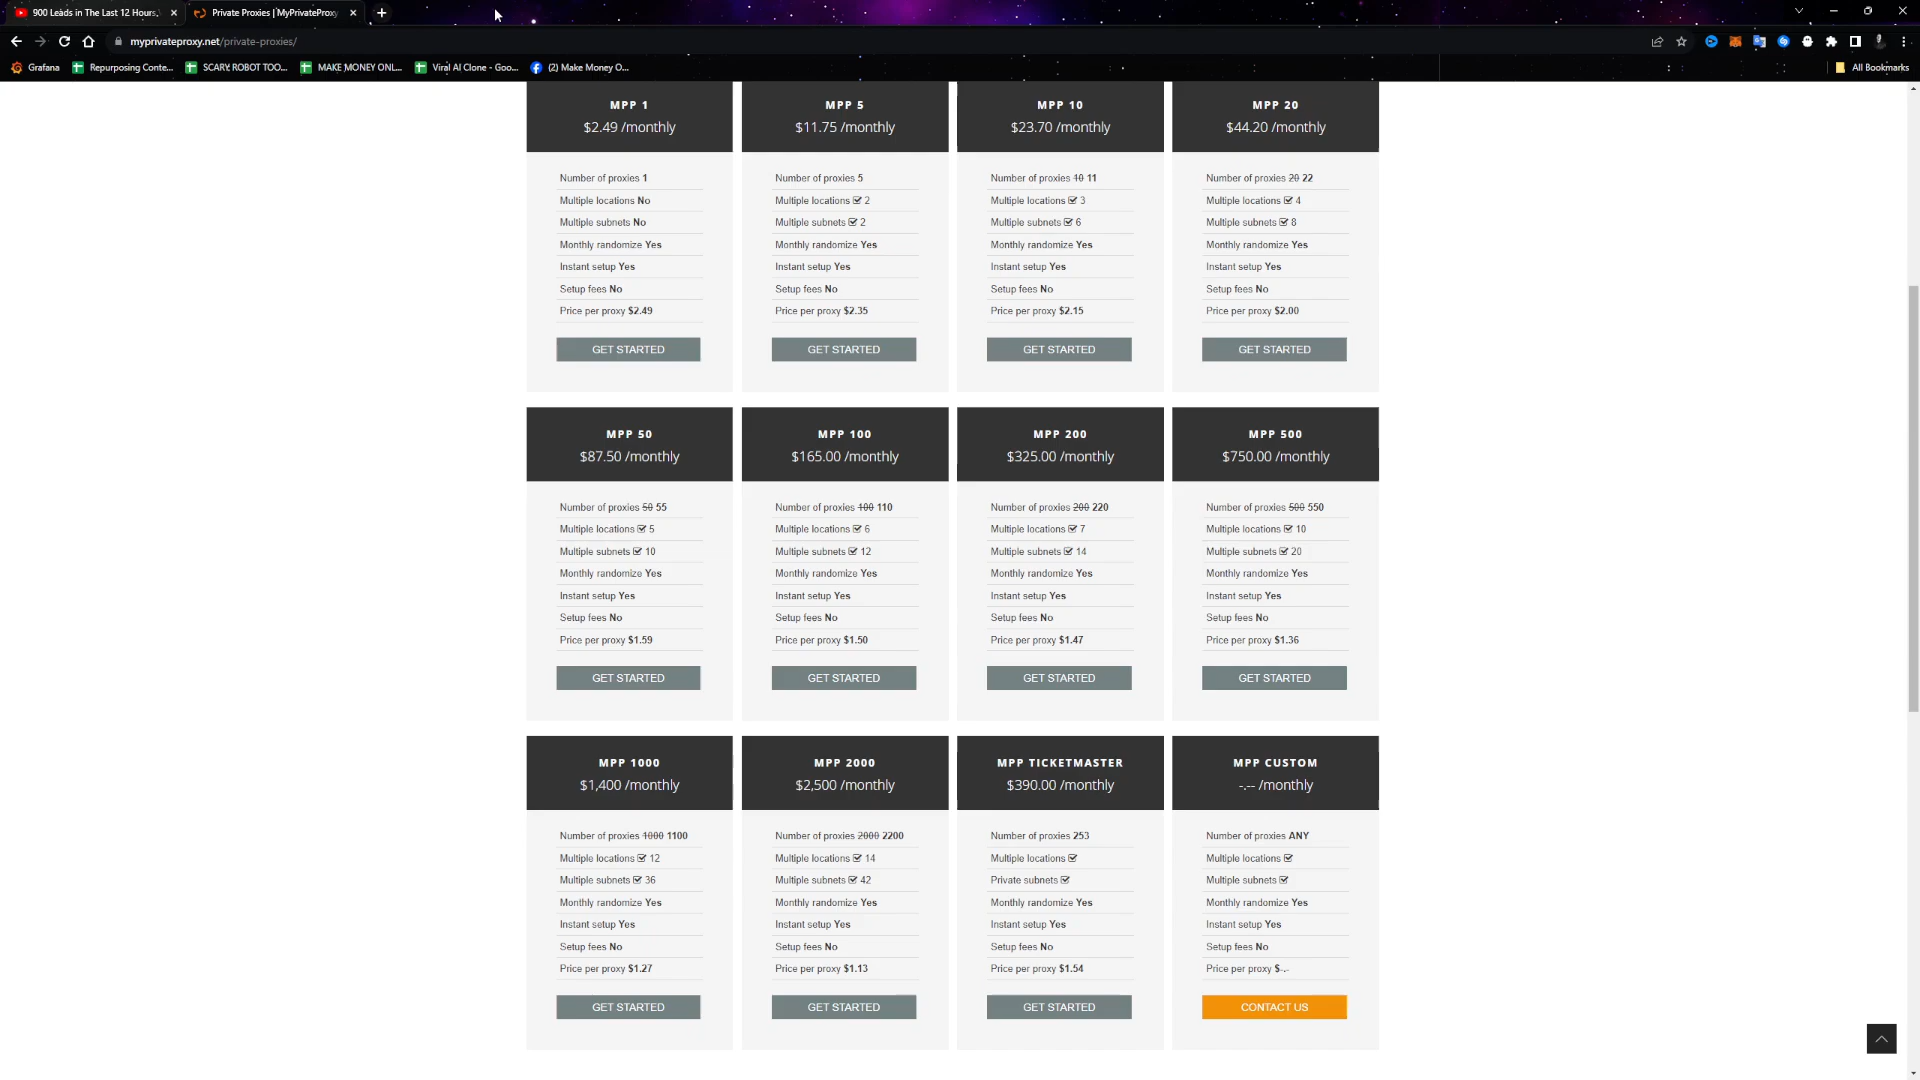 900 Leads in The Last 12 Hours,
Private Proxies | MyPrivateProxy
myprivateproxy.net/private-proxies/
Grafana
Repurposing Conte...
SCARY ROBOT TOO...
MAKE MONEY ONL...
Viral AI Clone - Goo...
(2) Make Money O...
All Bookmarks
MPP 1
$2.49 /monthly
Number of proxies 1
Multiple locations No
Multiple subnets No
Monthly randomize Yes
Instant setup Yes
Setup fees No
Price per proxy $2.49
GET STARTED
MPP 5
$11.75 /monthly
Number of proxies 5
Multiple locations 2
Multiple subnets 2
Monthly randomize Yes
Instant setup Yes
Setup fees No
Price per proxy $2.35
GET STARTED
MPP 10
$23.70 /monthly
Number of proxies 10 11
Multiple locations 3
Multiple subnets 6
Monthly randomize Yes
Instant setup Yes
Setup fees No
Price per proxy $2.15
GET STARTED
MPP 20
$44.20 /monthly
Number of proxies 20 22
Multiple locations 4
Multiple subnets 8
Monthly randomize Yes
Instant setup Yes
Setup fees No
Price per proxy $2.00
GET STARTED
MPP 50
$87.50 /monthly
Number of proxies 50 55
Multiple locations 5
Multiple subnets 10
Monthly randomize Yes
Instant setup Yes
Setup fees No
Price per proxy $1.59
GET STARTED
MPP 100
$165.00 /monthly
Number of proxies 100 110
Multiple locations 6
Multiple subnets 12
Monthly randomize Yes
Instant setup Yes
Setup fees No
Price per proxy $1.50
GET STARTED
MPP 200
$325.00 /monthly
Number of proxies 200 220
Multiple locations 7
Multiple subnets 14
Monthly randomize Yes
Instant setup Yes
Setup fees No
Price per proxy $1.47
GET STARTED
MPP 500
$750.00 /monthly
Number of proxies 500 550
Multiple locations 10
Multiple subnets 20
Monthly randomize Yes
Instant setup Yes
Setup fees No
Price per proxy $1.36
GET STARTED
MPP 1000
$1,400 /monthly
Number of proxies 1000 1100
Multiple locations 12
Multiple subnets 36
Monthly randomize Yes
Instant setup Yes
Setup fees No
Price per proxy $1.27
GET STARTED
MPP 2000
$2,500 /monthly
Number of proxies 2000 2200
Multiple locations 14
Multiple subnets 42
Monthly randomize Yes
Instant setup Yes
Setup fees No
Price per proxy $1.13
GET STARTED
MPP TICKETMASTER
$390.00 /monthly
Number of proxies 253
Multiple locations
Private subnets
Monthly randomize Yes
Instant setup Yes
Setup fees No
Price per proxy $1.54
GET STARTED
MPP CUSTOM
-.-- /monthly
Number of proxies ANY
Multiple locations
Multiple subnets
Monthly randomize Yes
Instant setup Yes
Setup fees No
Price per proxy $-.-
CONTACT US